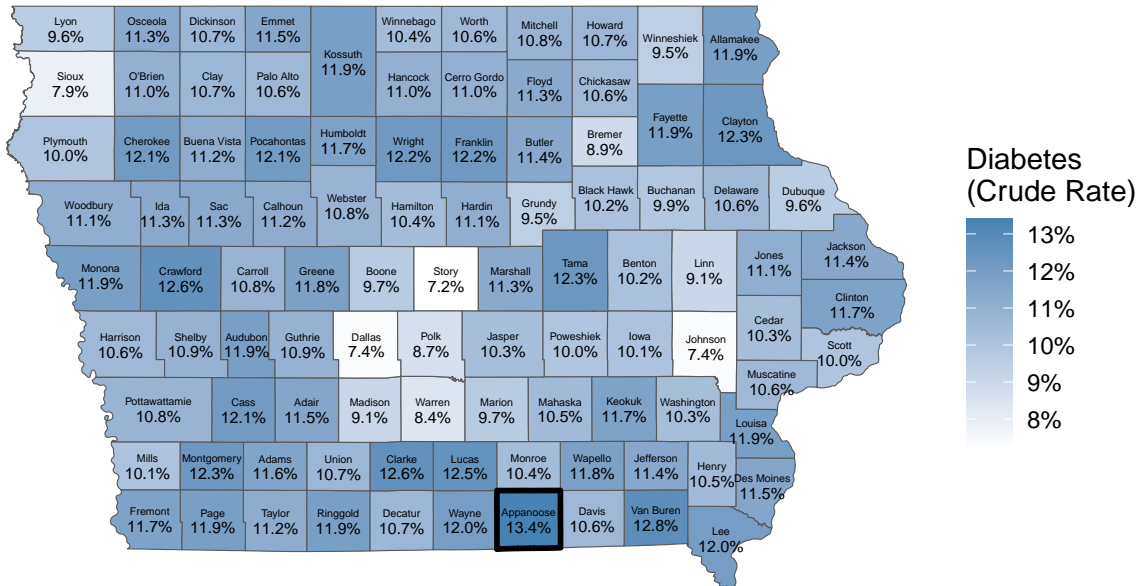 Lyon
9.6%
Osceola
11.3%
Dickinson
10.7%
Emmet
11.5%
Kossuth
11.9%
Winnebago
10.4%
Worth
10.6%
Mitchell
10.8%
Howard
10.7%
Winneshiek
9.5%
Allamakee
11.9%
Sioux
7.9%
O'Brien
11.0%
Clay
10.7%
Palo Alto
10.6%
Hancock
11.0%
Cerro Gordo
11.0%
Floyd
11.3%
Chickasaw
10.6%
Fayette
11.9%
Clayton
12.3%
Plymouth
10.0%
Cherokee
12.1%
Buena Vista
11.2%
Pocahontas
12.1%
Humboldt
11.7%
Wright
12.2%
Franklin
12.2%
Butler
11.4%
Bremer
8.9%
Woodbury
11.1%
Ida
11.3%
Sac
11.3%
Calhoun
11.2%
Webster
10.8%
Hamilton
10.4%
Hardin
11.1%
Grundy
9.5%
Black Hawk
10.2%
Buchanan
9.9%
Delaware
10.6%
Dubuque
9.6%
Monona
11.9%
Crawford
12.6%
Carroll
10.8%
Greene
11.8%
Boone
9.7%
Story
7.2%
Marshall
11.3%
Tama
12.3%
Benton
10.2%
Linn
9.1%
Jones
11.1%
Jackson
11.4%
Clinton
11.7%
Harrison
10.6%
Shelby
10.9%
Audubon
11.9%
Guthrie
10.9%
Dallas
7.4%
Polk
8.7%
Jasper
10.3%
Poweshiek
10.0%
Iowa
10.1%
Johnson
7.4%
Cedar
10.3%
Scott
10.0%
Muscatine
10.6%
Pottawattamie
10.8%
Cass
12.1%
Adair
11.5%
Madison
9.1%
Warren
8.4%
Marion
9.7%
Mahaska
10.5%
Keokuk
11.7%
Washington
10.3%
Louisa
11.9%
Mills
10.1%
Montgomery
12.3%
Adams
11.6%
Union
10.7%
Clarke
12.6%
Lucas
12.5%
Monroe
10.4%
Wapello
11.8%
Jefferson
11.4%
Henry
10.5%
Des Moines
11.5%
Fremont
11.7%
Page
11.9%
Taylor
11.2%
Ringgold
11.9%
Decatur
10.7%
Wayne
12.0%
Appanoose
13.4%
Davis
10.6%
Van Buren
12.8%
Lee
12.0%
Diabetes
(Crude Rate)
13%
12%
11%
10%
9%
8%